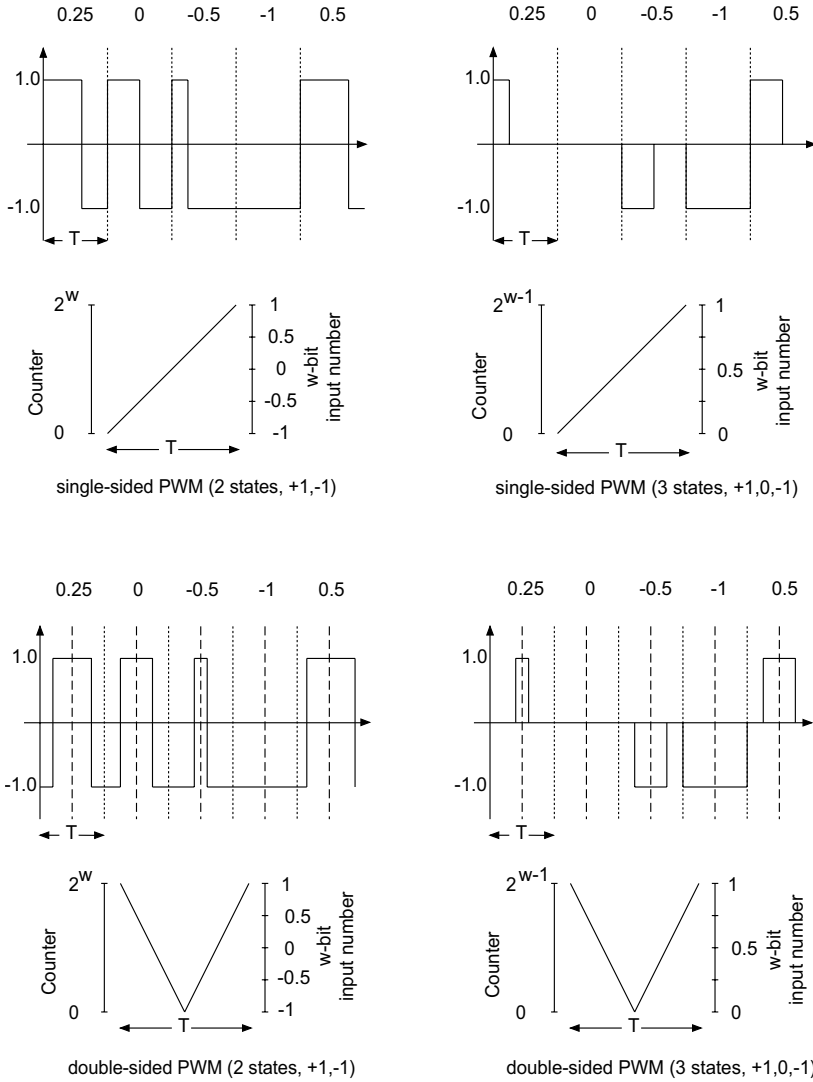 0.25 0 -0.5 -1 0.5
1.0
-1.0
T
2^w
Counter
0
1
0.5
0
-0.5
-1
w-bit
input number
T
single-sided PWM (2 states, +1,-1)
0.25 0 -0.5 -1 0.5
1.0
-1.0
T
2^w-1
Counter
0
1
0.5
0
w-bit
input number
T
single-sided PWM (3 states, +1,0,-1)
0.25 0 -0.5 -1 0.5
1.0
-1.0
T
2^w
Counter
0
1
0.5
0
-0.5
-1
w-bit
input number
T
double-sided PWM (2 states, +1,-1)
0.25 0 -0.5 -1 0.5
1.0
-1.0
T
2^w-1
Counter
0
1
0.5
0
w-bit
input number
T
double-sided PWM (3 states, +1,0,-1)